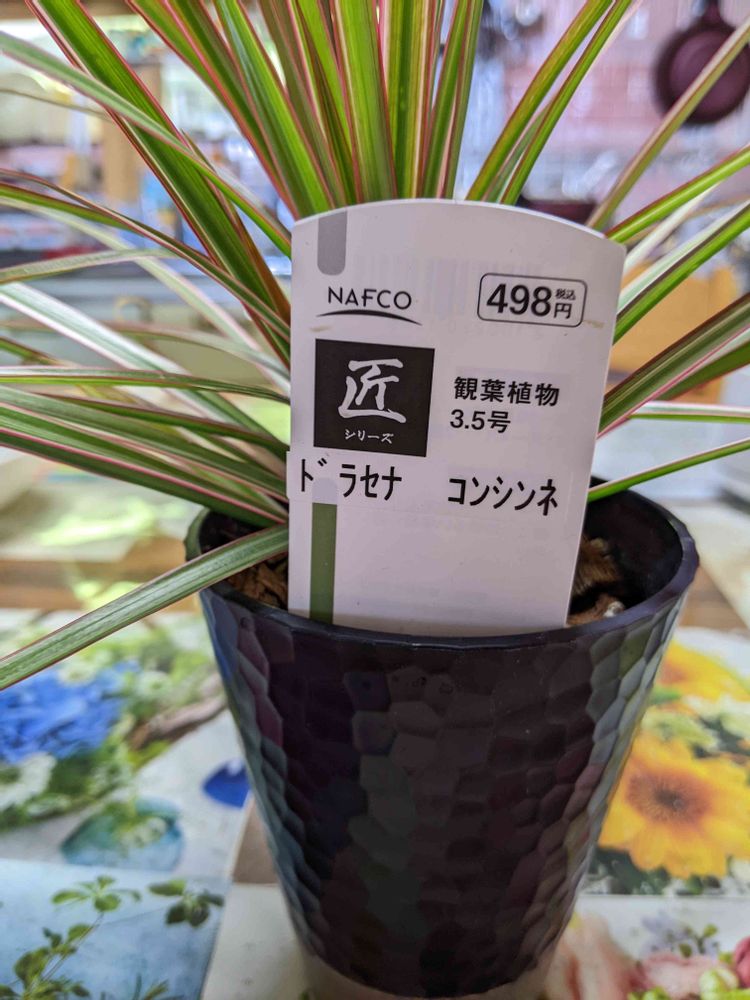 NAFCO
498円税込
匠
シリーズ
観葉植物
3.5号
ドラセナ コンシンネ